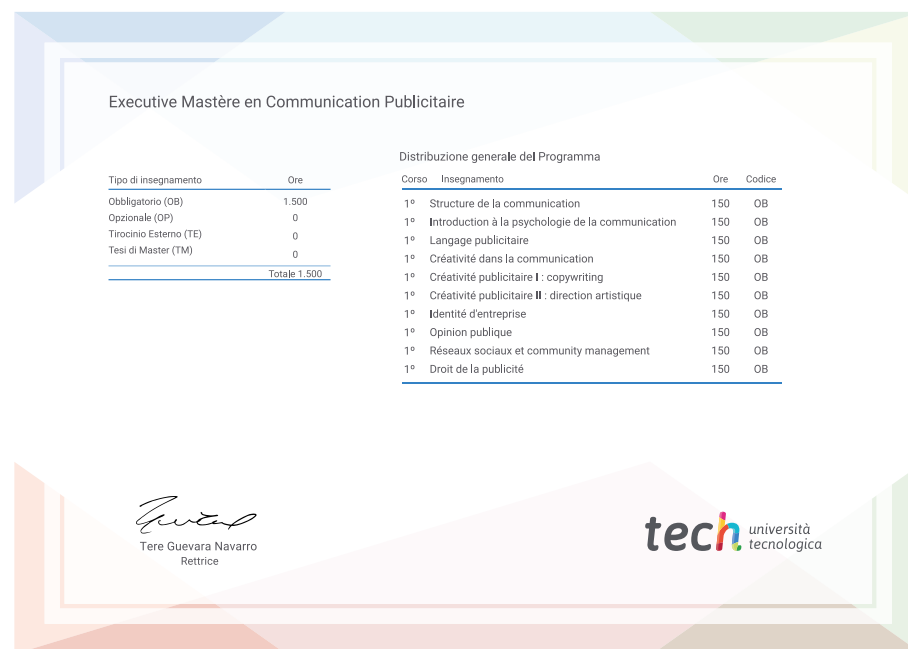 Executive Mastère en Communication Publicitaire
Tipo di insegnamento Ore
Obbligatorio (OB) 1.500
Opzionale (OP) 0
Tirocinio Esterno (TE) 0
Tesi di Master (TM) 0
Totale 1.500
Distribuzione generale del Programma
Corso Insegnamento Ore Codice
1º Structure de la communication 150 OB
1º Introduction à la psychologie de la communication 150 OB
1º Langage publicitaire 150 OB
1º Créativité dans la communication 150 OB
1º Créativité publicitaire I : copywriting 150 OB
1º Créativité publicitaire II : direction artistique 150 OB
1º Identité d'entreprise 150 OB
1º Opinion publique 150 OB
1º Réseaux sociaux et community management 150 OB
1º Droit de la publicité 150 OB
Tere Guevara Navarro
Rettrice
tech università
tecnologica